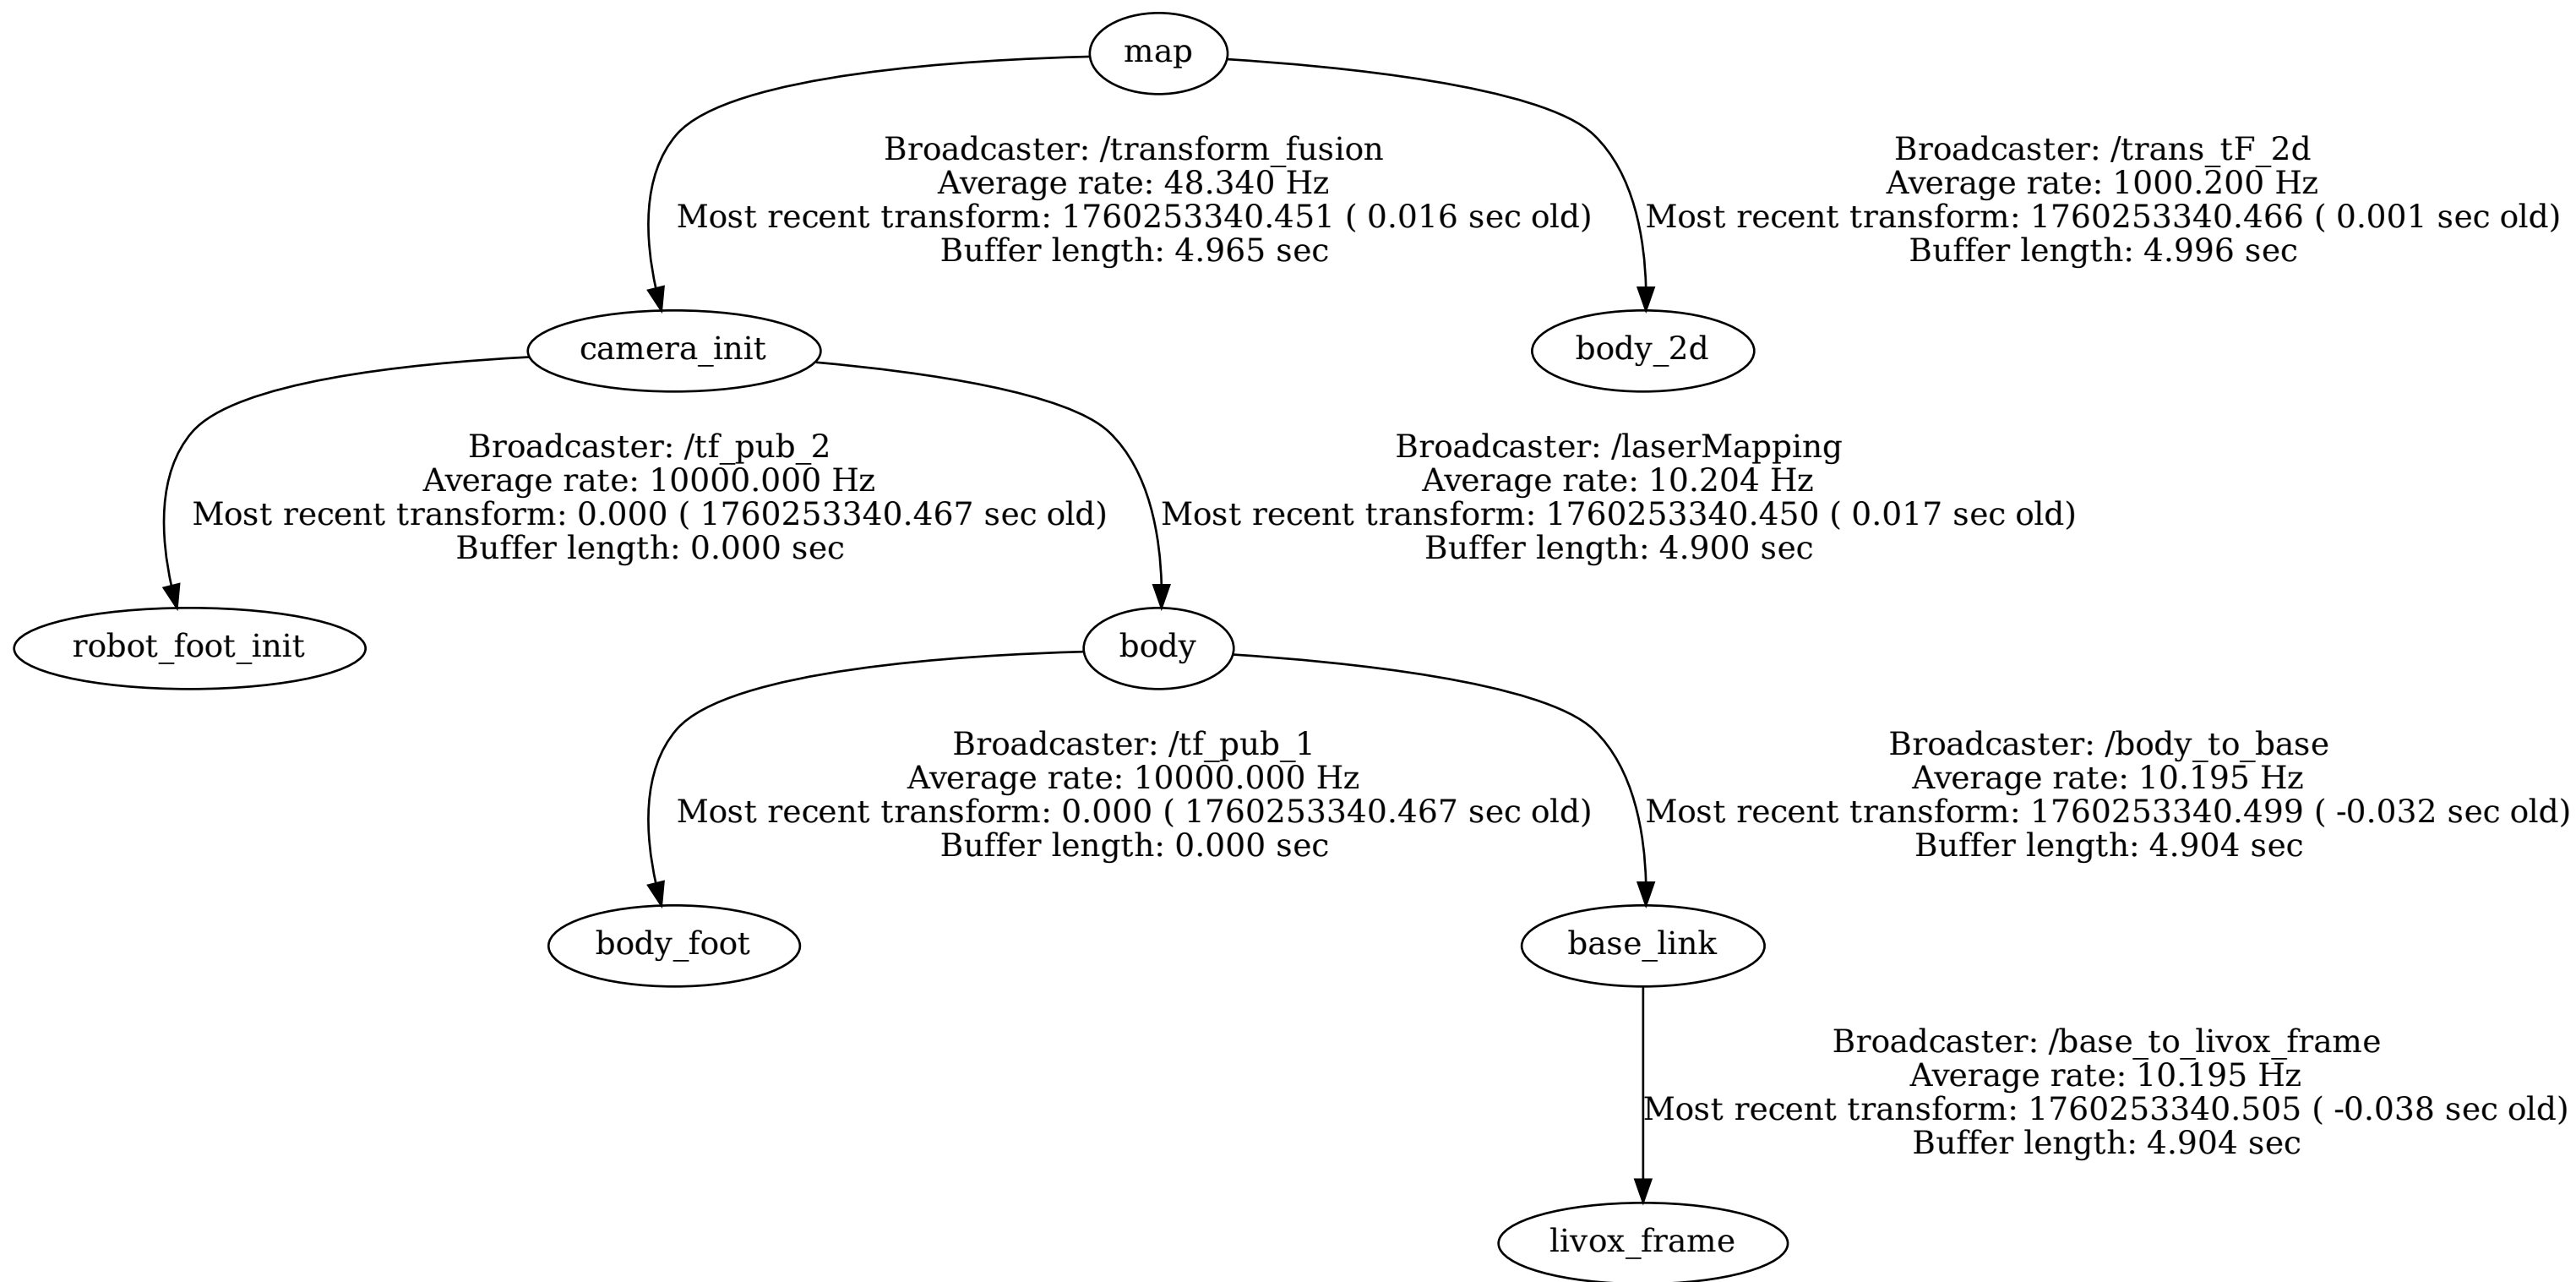 map
Broadcaster: /transform_fusion
Average rate: 48.340 Hz
Most recent transform: 1760253340.451 ( 0.016 sec old)
Buffer length: 4.965 sec
Broadcaster: /trans_tF_2d
Average rate: 1000.200 Hz
Most recent transform: 1760253340.466 ( 0.001 sec old)
Buffer length: 4.996 sec
camera_init
body_2d
Broadcaster: /tf_pub_2
Average rate: 10000.000 Hz
Most recent transform: 0.000 ( 1760253340.467 sec old)
Buffer length: 0.000 sec
Broadcaster: /laserMapping
Average rate: 10.204 Hz
Most recent transform: 1760253340.450 ( 0.017 sec old)
Buffer length: 4.900 sec
robot_foot_init
body
Broadcaster: /tf_pub_1
Average rate: 10000.000 Hz
Most recent transform: 0.000 ( 1760253340.467 sec old)
Buffer length: 0.000 sec
Broadcaster: /body_to_base
Average rate: 10.195 Hz
Most recent transform: 1760253340.499 ( -0.032 sec old)
Buffer length: 4.904 sec
body_foot
base_link
Broadcaster: /base_to_livox_frame
Average rate: 10.195 Hz
Most recent transform: 1760253340.505 ( -0.038 sec old)
Buffer length: 4.904 sec
livox_frame